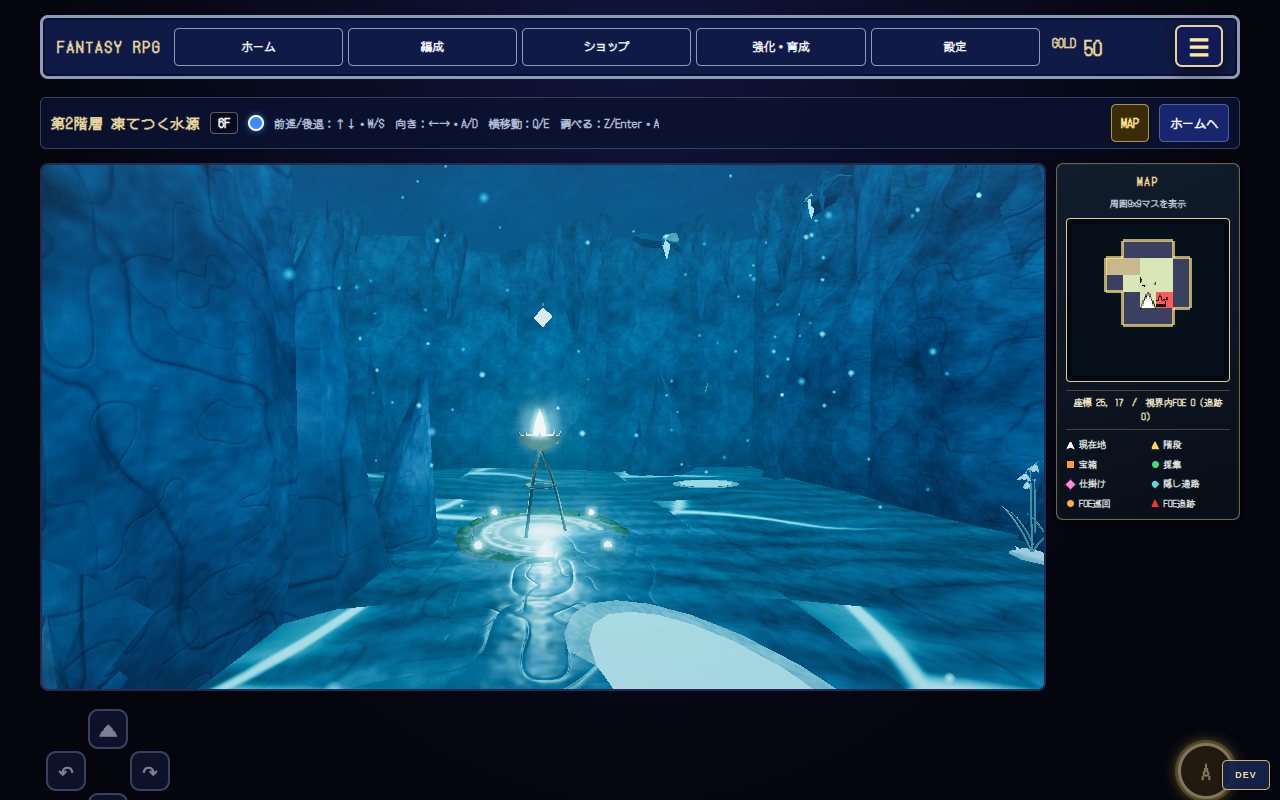 FANTASY RPG ホーム 編成 ショップ 強化・育成 設定 GOLD 50
第2階層 凍てつく水源 6F 前進/後退：↑↓・W/S 向き：←→・A/D 横移動：Q/E 調べる：Z/Enter・A MAP ホームへ
MAP
周囲9x9マスを表示
座標 25, 17 / 視界内FOE 0（追跡
0）
現在地 階段
宝箱 採集
仕掛け 隠し通路
FOE巡回 FOE追跡
A DEV